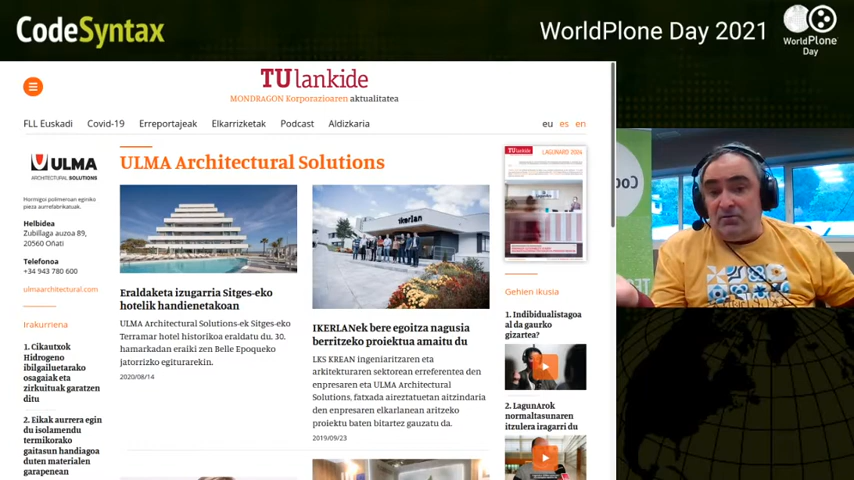 CodeSyntax
WorldPlone Day 2021
WorldPlone
Day
TUlankide
MONDRAGON Korporazioaren aktualitatea
FLL Euskadi Covid-19 Erreportajeak Elkarrizketak Podcast Aldizkaria
eu es en
ULMA
ARCHITECTURAL SOLUTIONS
Hormigoi polimeroan eginiko
pieza aurrefabrikatuak.
Helbidea
Zubillaga auzoa 89,
20560 Oñati
Telefonoa
+34 943 780 600
ulmaarchitectural.com
Irakurriena
1. Cikautxok
Hidrogeno
ibilgailuetarako
osagaiak eta
zirkuituak garatzen
ditu
2. Eikak aurrera egin
du isolamendu
termikorako
gaitasun handiagoa
duten materialen
garapenean
ULMA Architectural Solutions
Eraldaketa izugarria Sitges-eko
hotelik handienetakoan
ULMA Architectural Solutions-ek Sitges-eko
Terramar hotel historikoa eraldatu du, 30.
hamarkadan eraiki zen Belle Epoqueko
jatorrizko egiturarekin.
2020/08/14
ikerlan
IKERLANek bere egoitza nagusia
berritzeko proiektua amaitu du
LKS KREAN ingeniaritzaren eta
arkitekturaren sektorean erreferentea den
enpresaren eta ULMA Architectural
Solutions, fatxada aireztatuetan aitzindaria
den enpresaren elkarlanean aritzeko
proiektu baten bitartez gauzatu da.
2019/09/23
TUlankide
LAGUNARO 2024
Gehien ikusia
1. Indibidualistagoa
al da gaurko
gizartea?
2. LagunArok
normaltasunaren
itzulera iragarri du